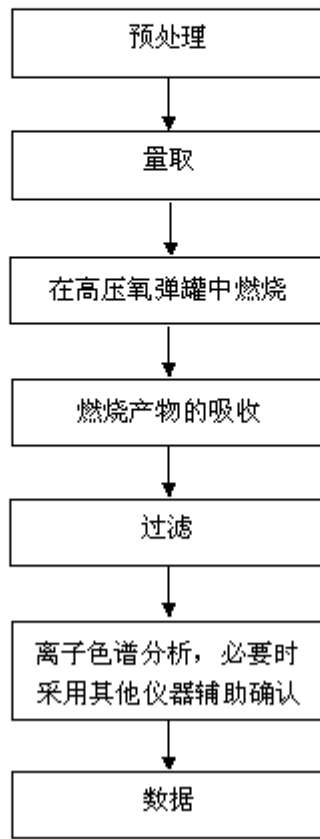 预处理
量取
在高压氧弹罐中燃烧
燃烧产物的吸收
过滤
离子色谱分析，必要时
采用其他仪器辅助确认
数据